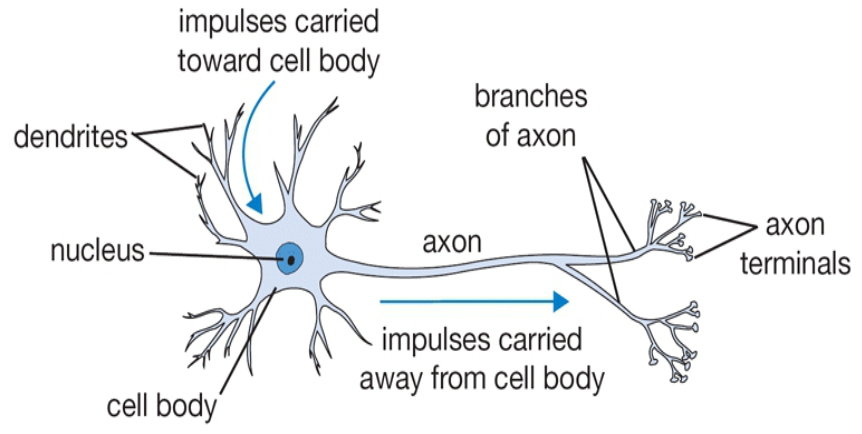 impulses carried
toward cell body
branches
of axon
dendrites
axon
terminals
nucleus
axon
impulses carried
away from cell body
cell body